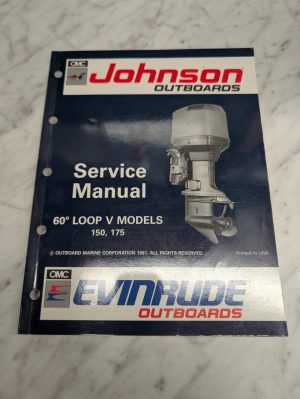 OMC
Johnson
OUTBOARDS
Service
Manual
60° LOOP V MODELS
150, 175
© OUTBOARD MARINE CORPORATION 1991. ALL RIGHTS RESERVED. Printed in USA
OMC
EVINRUDE
OUTBOARDS